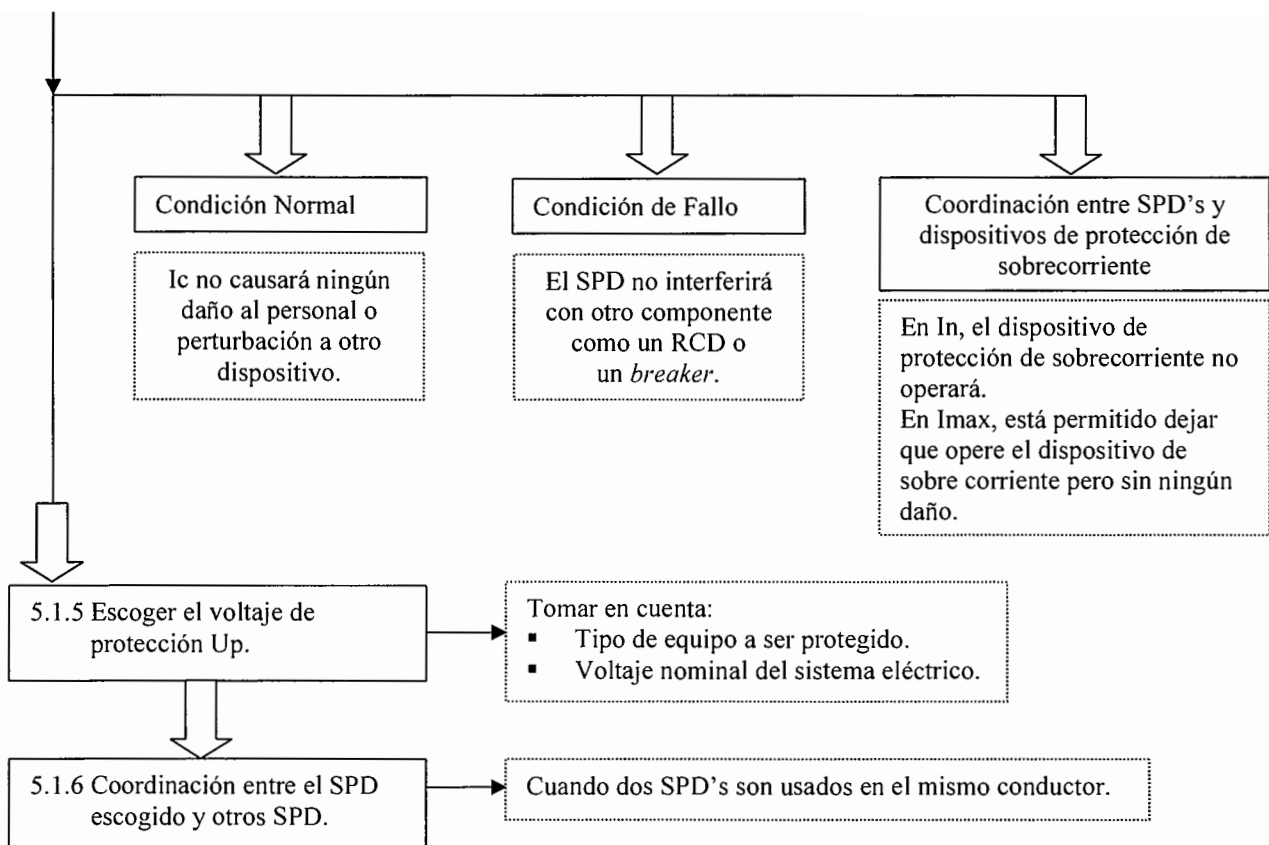 Condición Normal
Ic no causará ningún
daño al personal o
perturbación a otro
dispositivo.
Condición de Fallo
El SPD no interferirá
con otro componente
como un RCD o
un breaker.
Coordinación entre SPD's y
dispositivos de protección de
sobrecorriente
En In, el dispositivo de
protección de sobrecorriente no
operará.
En Imax, está permitido dejar
que opere el dispositivo de
sobre corriente pero sin ningún
daño.
5.1.5 Escoger el voltaje de
protección Up.
Tomar en cuenta:
▪ Tipo de equipo a ser protegido.
▪ Voltaje nominal del sistema eléctrico.
5.1.6 Coordinación entre el SPD
escogido y otros SPD.
Cuando dos SPD's son usados en el mismo conductor.